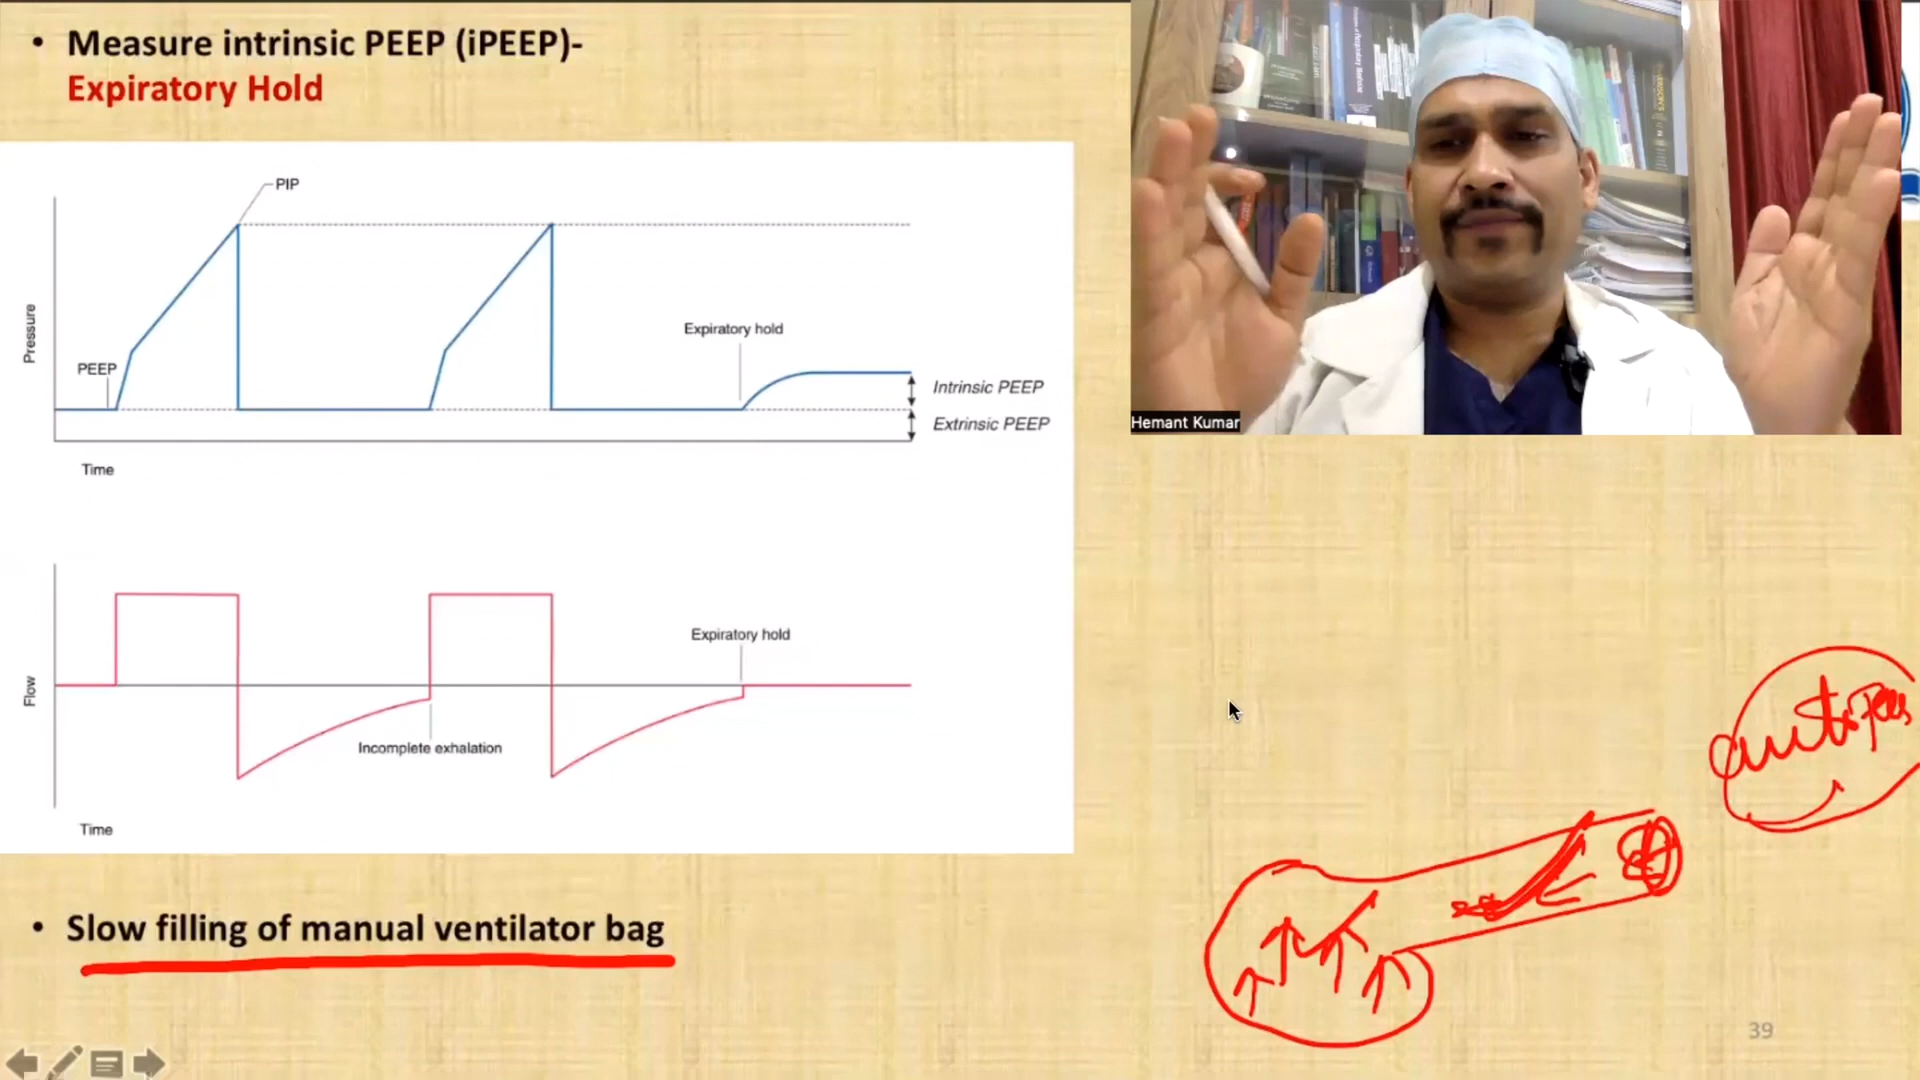 • Measure intrinsic PEEP (iPEEP)-
Expiratory Hold
PIP
Pressure
PEEP
Expiratory hold
Intrinsic PEEP
Extrinsic PEEP
Time
Hemant Kumar
Flow
Expiratory hold
Incomplete exhalation
Time
• Slow filling of manual ventilator bag
39